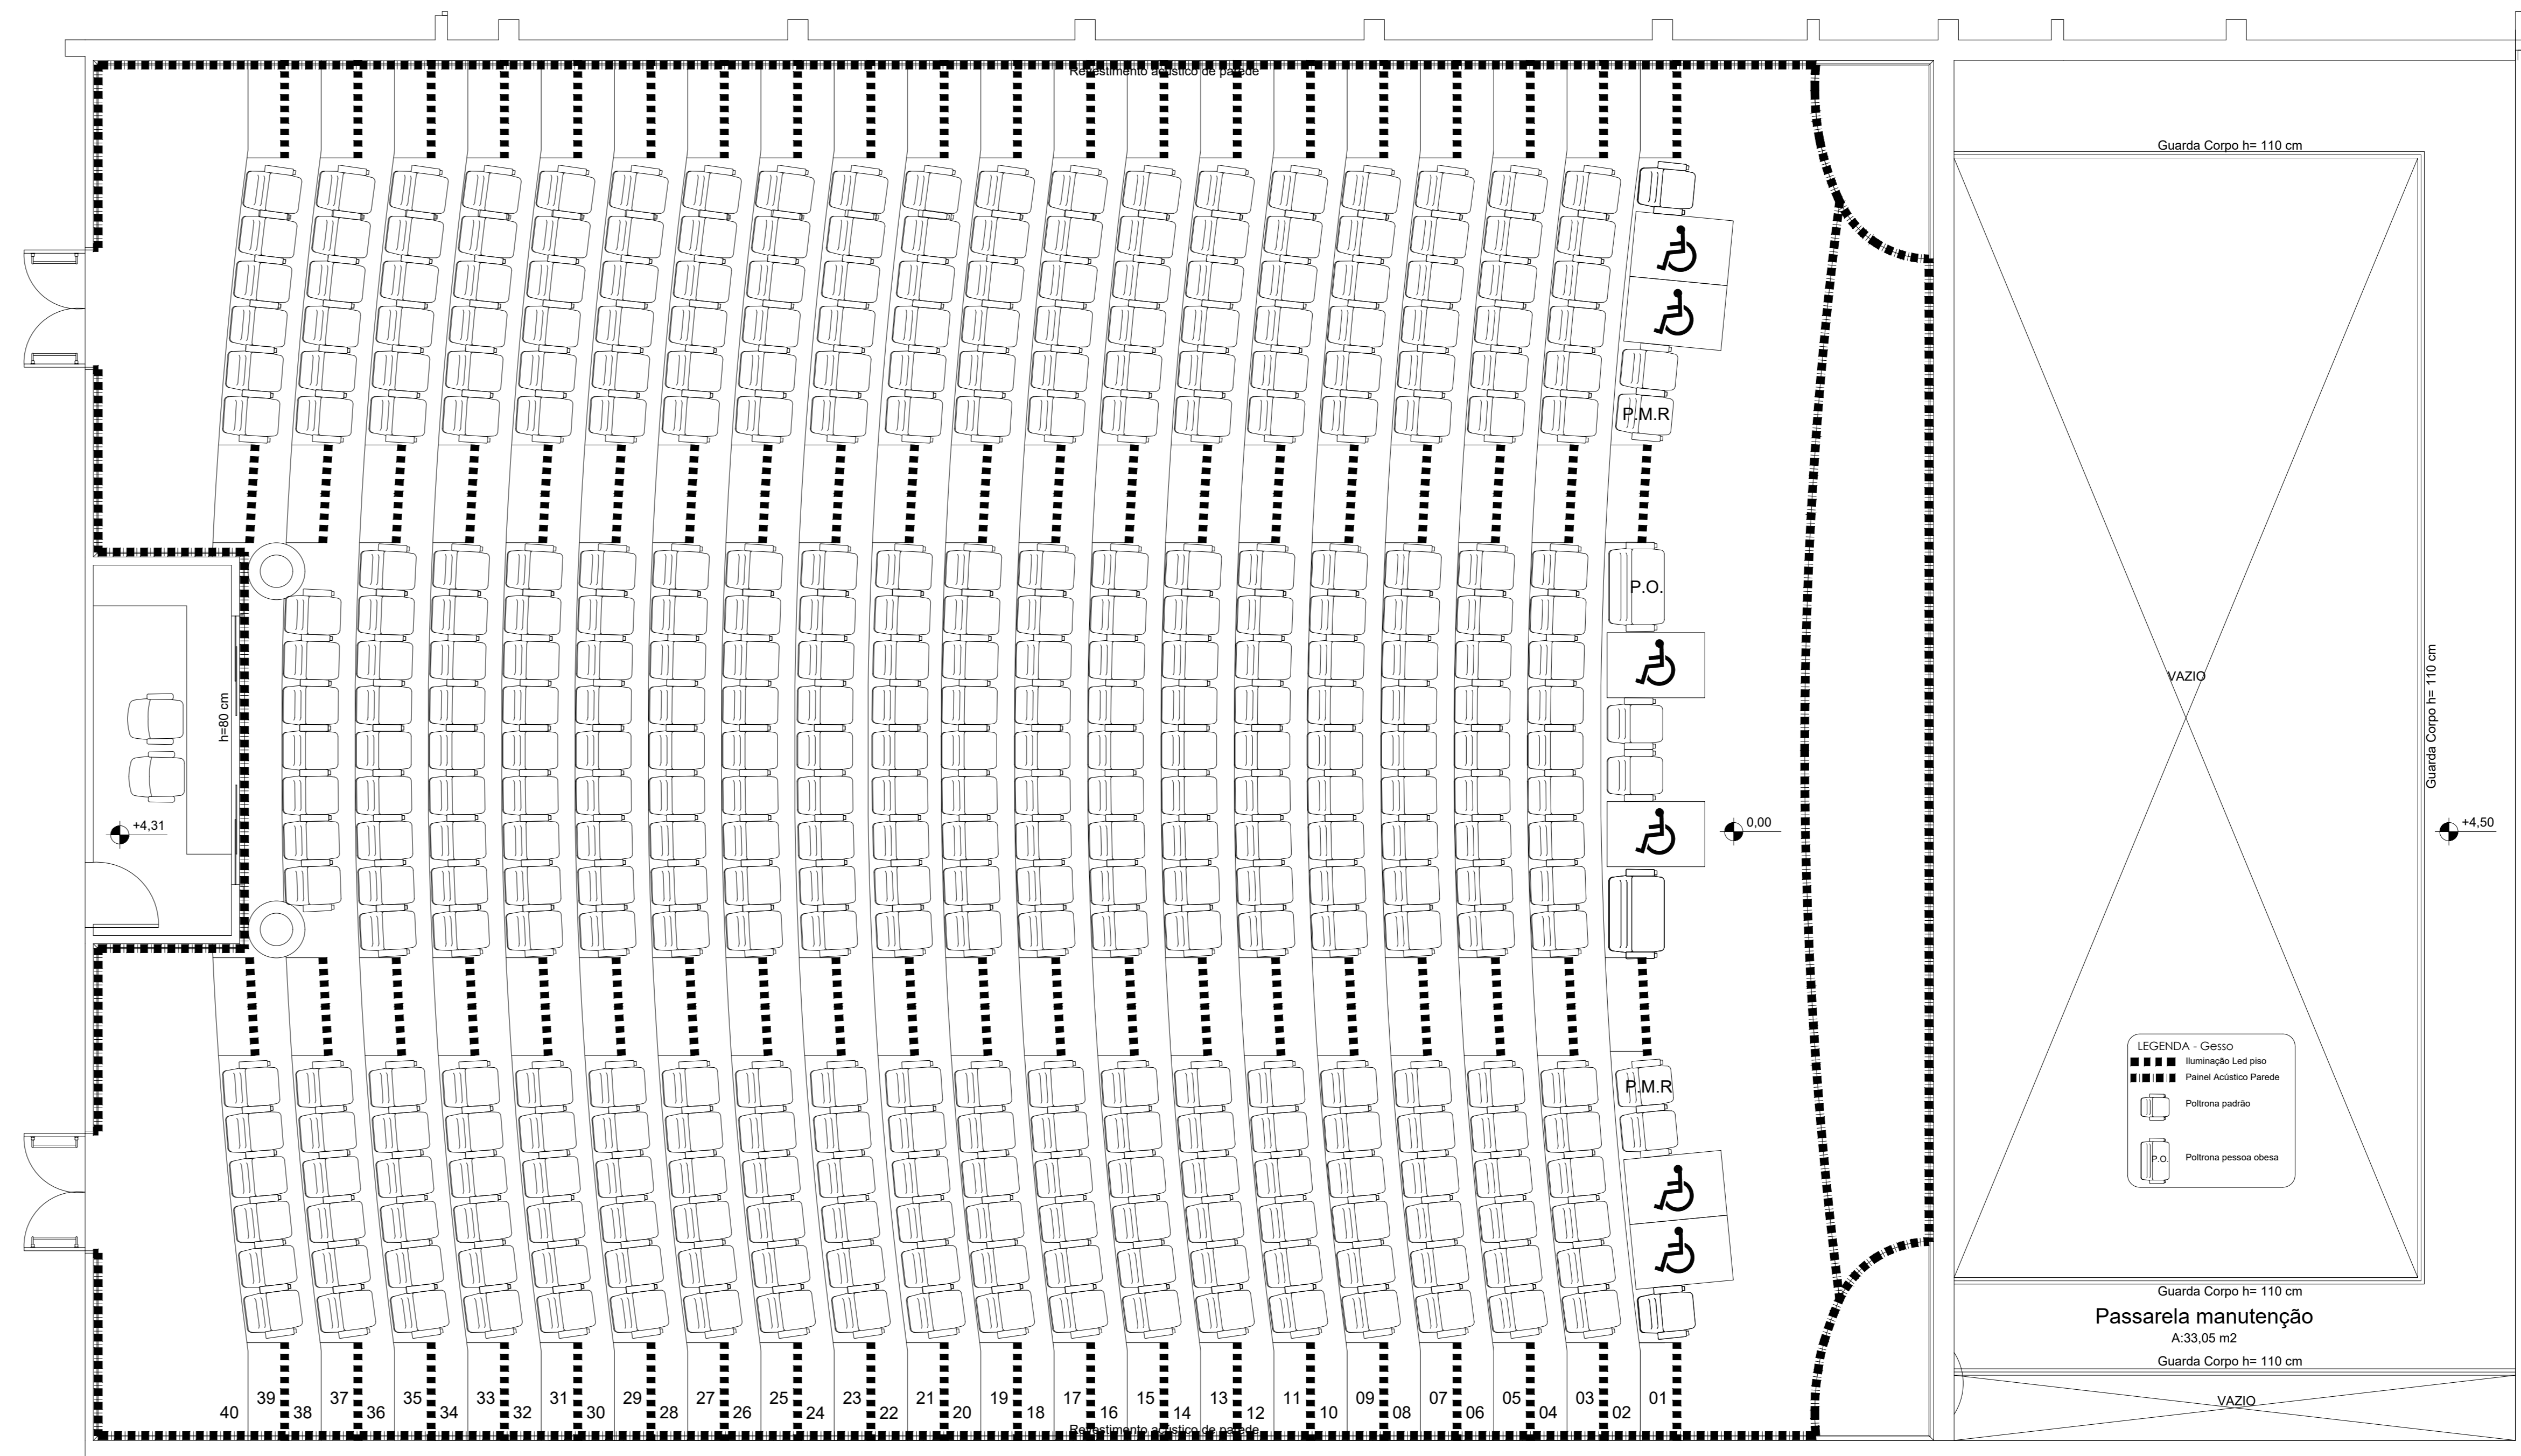 Revestimento acústico de parede
Guarda Corpo h= 110 cm
P.M.R
P.O.
h=80 cm
VAZIO
Guarda Corpo h= 110 cm
+4,31
0,00
+4,50
LEGENDA - Gesso
Iluminação Led piso
Painel Acústico Parede
Poltrona padrão
P.O.
Poltrona pessoa obesa
P.M.R
Guarda Corpo h= 110 cm
Passarela manutenção
A:33,05 m2
Guarda Corpo h= 110 cm
VAZIO
39 37 35 33 31 29 27 25 23 21 19 17 15 13 11 09 07 05 03 01
40 38 36 34 32 30 28 26 24 22 20 18 16 14 12 10 08 06 04 02
Revestimento acústico de parede